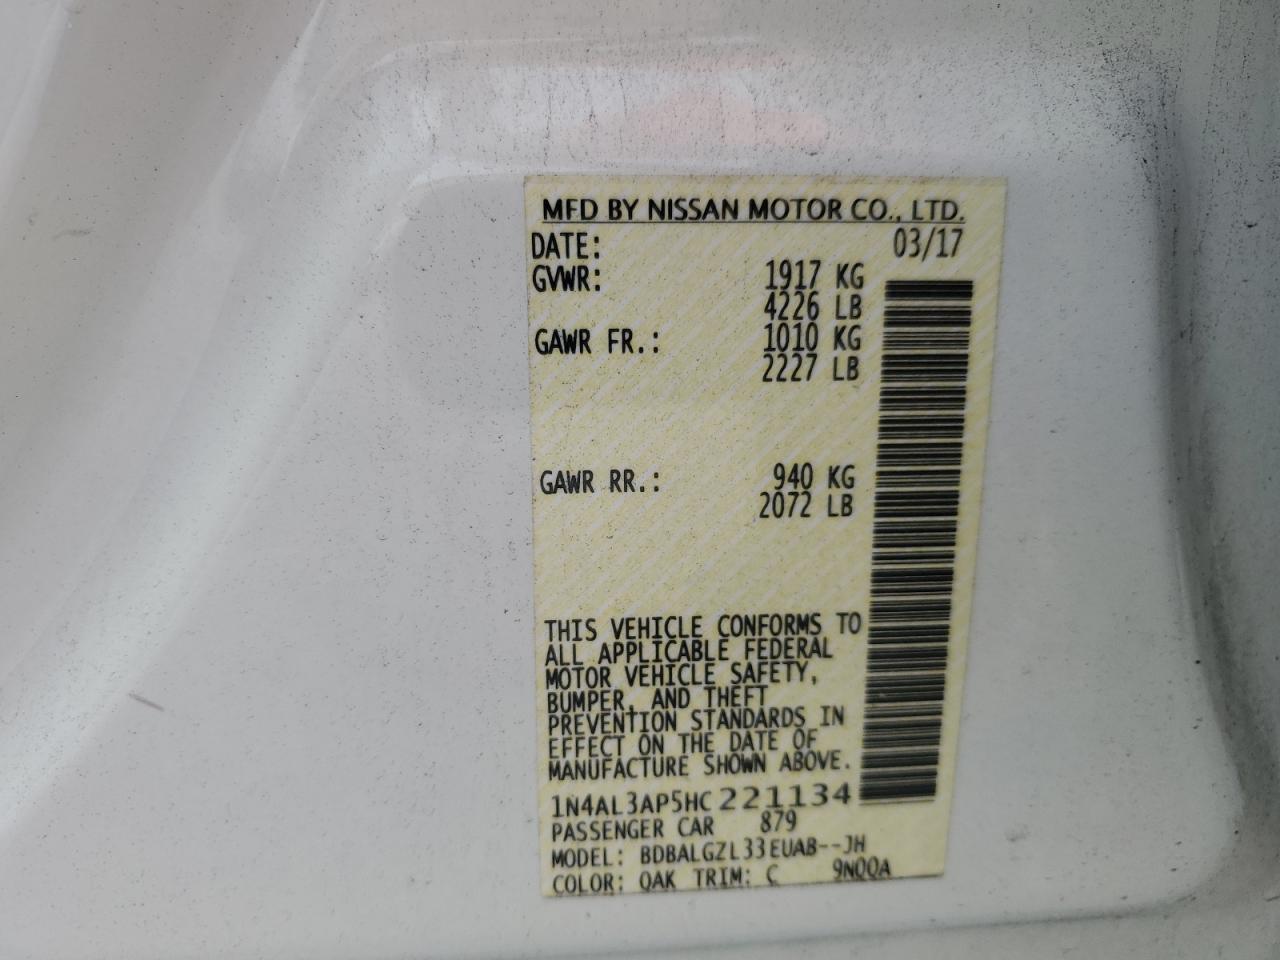 MFD BY NISSAN MOTOR CO., LTD.
DATE: 03/17
GVWR: 1917 KG
4226 LB
GAWR FR.: 1010 KG
2227 LB
GAWR RR.: 940 KG
2072 LB
THIS VEHICLE CONFORMS TO
ALL APPLICABLE FEDERAL
MOTOR VEHICLE SAFETY,
BUMPER, AND THEFT
PREVENTION STANDARDS IN
EFFECT ON THE DATE OF
MANUFACTURE SHOWN ABOVE.
1N4AL3AP5HC221134
PASSENGER CAR 879
MODEL: BDBALGZL33EUAB--JH
COLOR: QAK TRIM: C 9NQQA